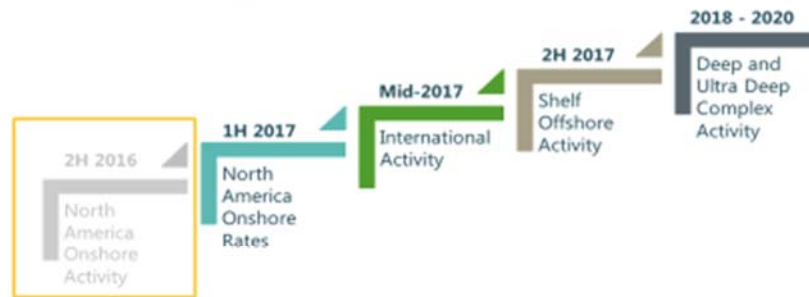 2H 2016
North
America
Onshore
Activity
1H 2017
North
America
Onshore
Rates
Mid-2017
International
Activity
2H 2017
Shelf
Offshore
Activity
2018 - 2020
Deep and
Ultra Deep
Complex
Activity